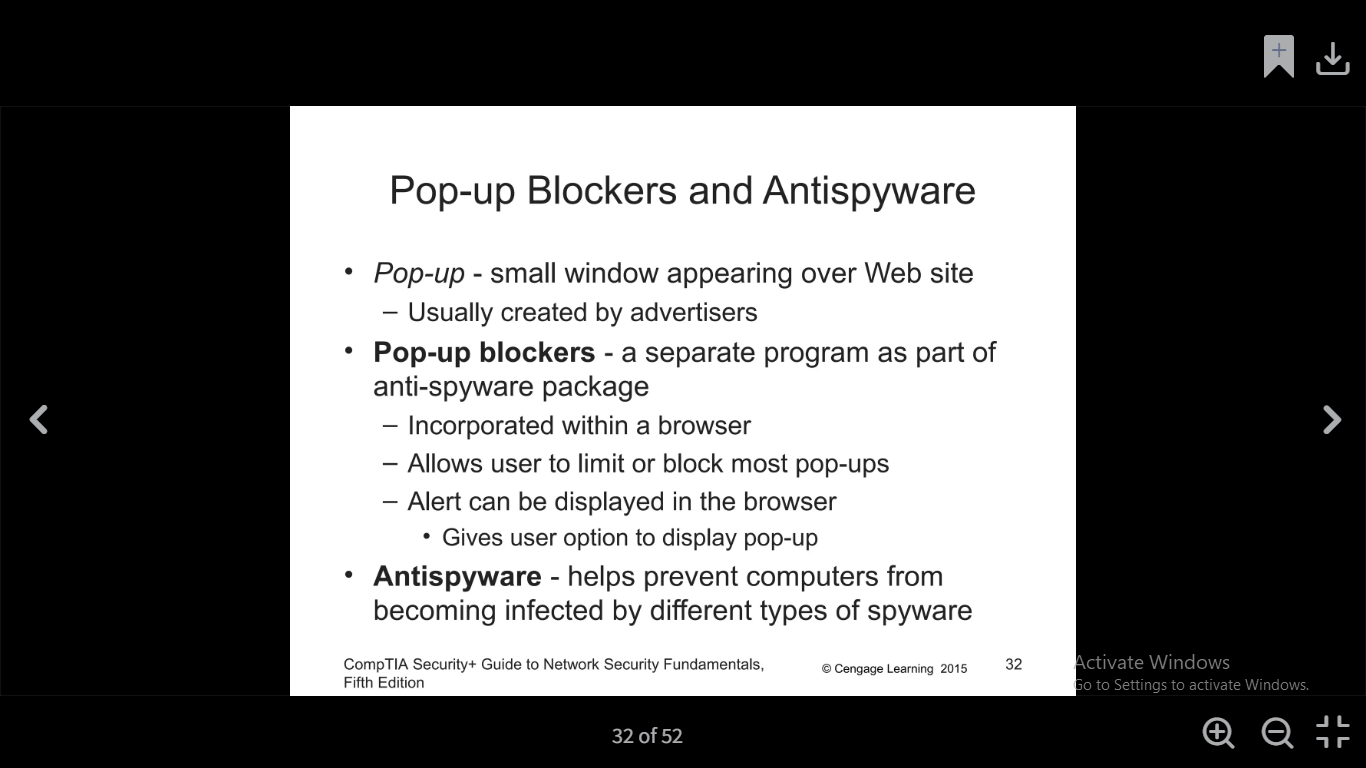 Pop-up Blockers and Antispyware
• Pop-up - small window appearing over Web site
– Usually created by advertisers
• Pop-up blockers - a separate program as part of
anti-spyware package
– Incorporated within a browser
– Allows user to limit or block most pop-ups
– Alert can be displayed in the browser
• Gives user option to display pop-up
• Antispyware - helps prevent computers from
becoming infected by different types of spyware
CompTIA Security+ Guide to Network Security Fundamentals,
Fifth Edition
© Cengage Learning 2015
32
Activate Windows
Go to Settings to activate Windows.
32 of 52